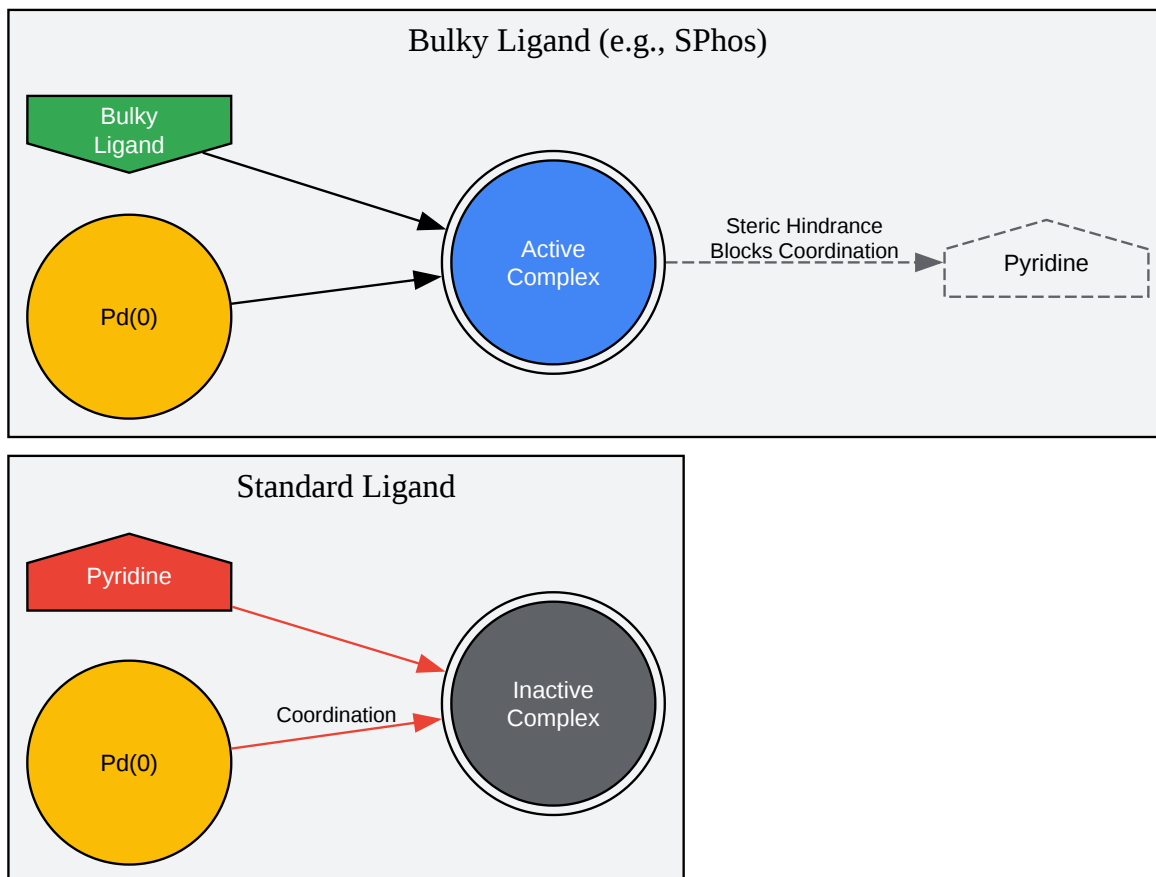 Bulky Ligand (e.g., SPhos)
Bulky
Ligand
Pd(0)
Active
Complex
Steric Hindrance
Blocks Coordination
Pyridine
Standard Ligand
Pyridine
Pd(0)
Coordination
Inactive
Complex